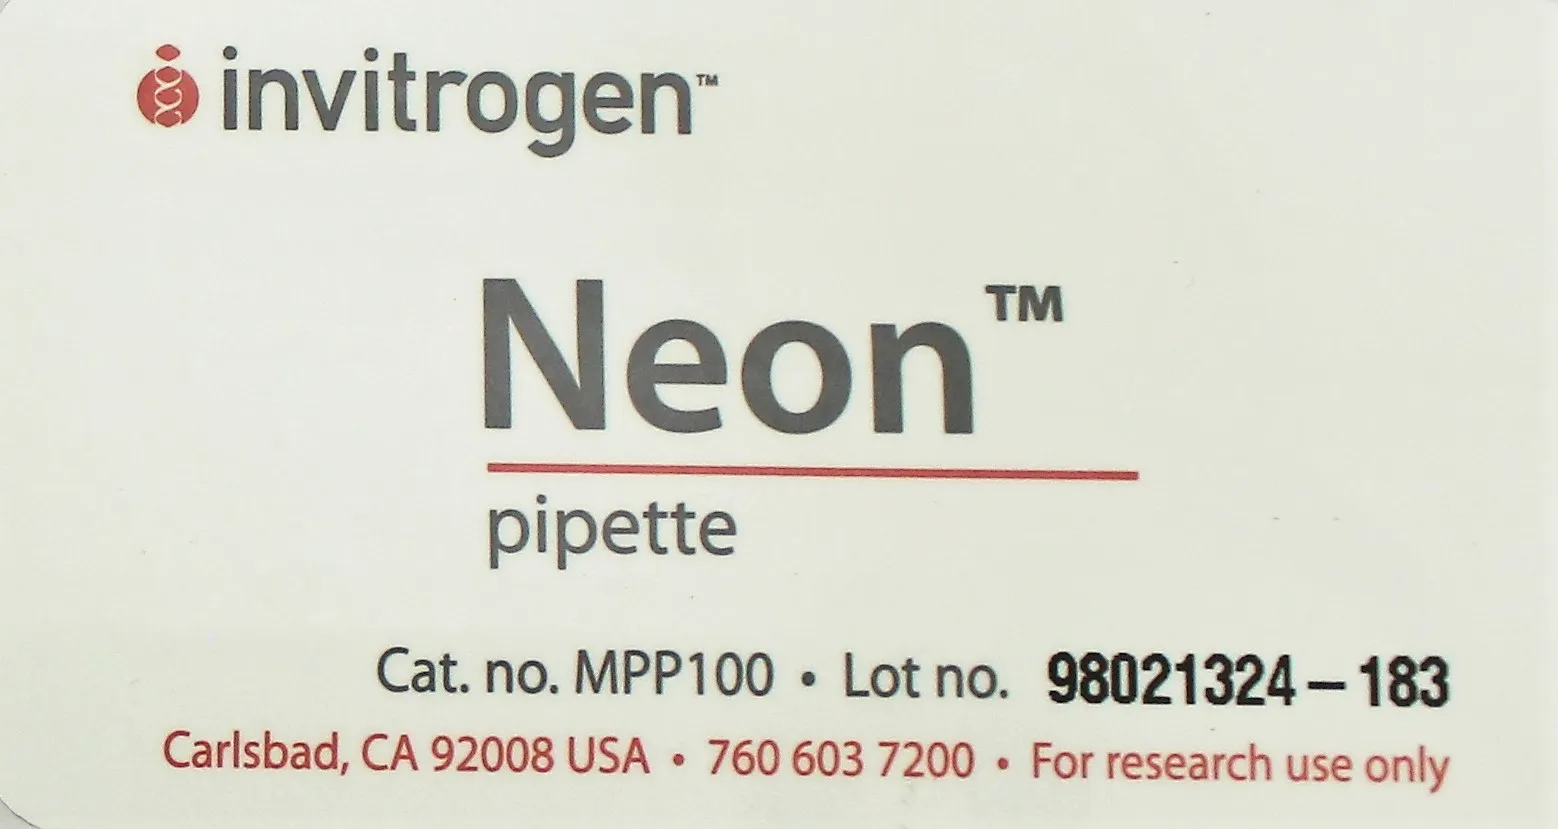 invitrogen™
Neon™
pipette
Cat. no. MPP100 • Lot no. 98021324–183
Carlsbad, CA 92008 USA • 760 603 7200 • For research use only